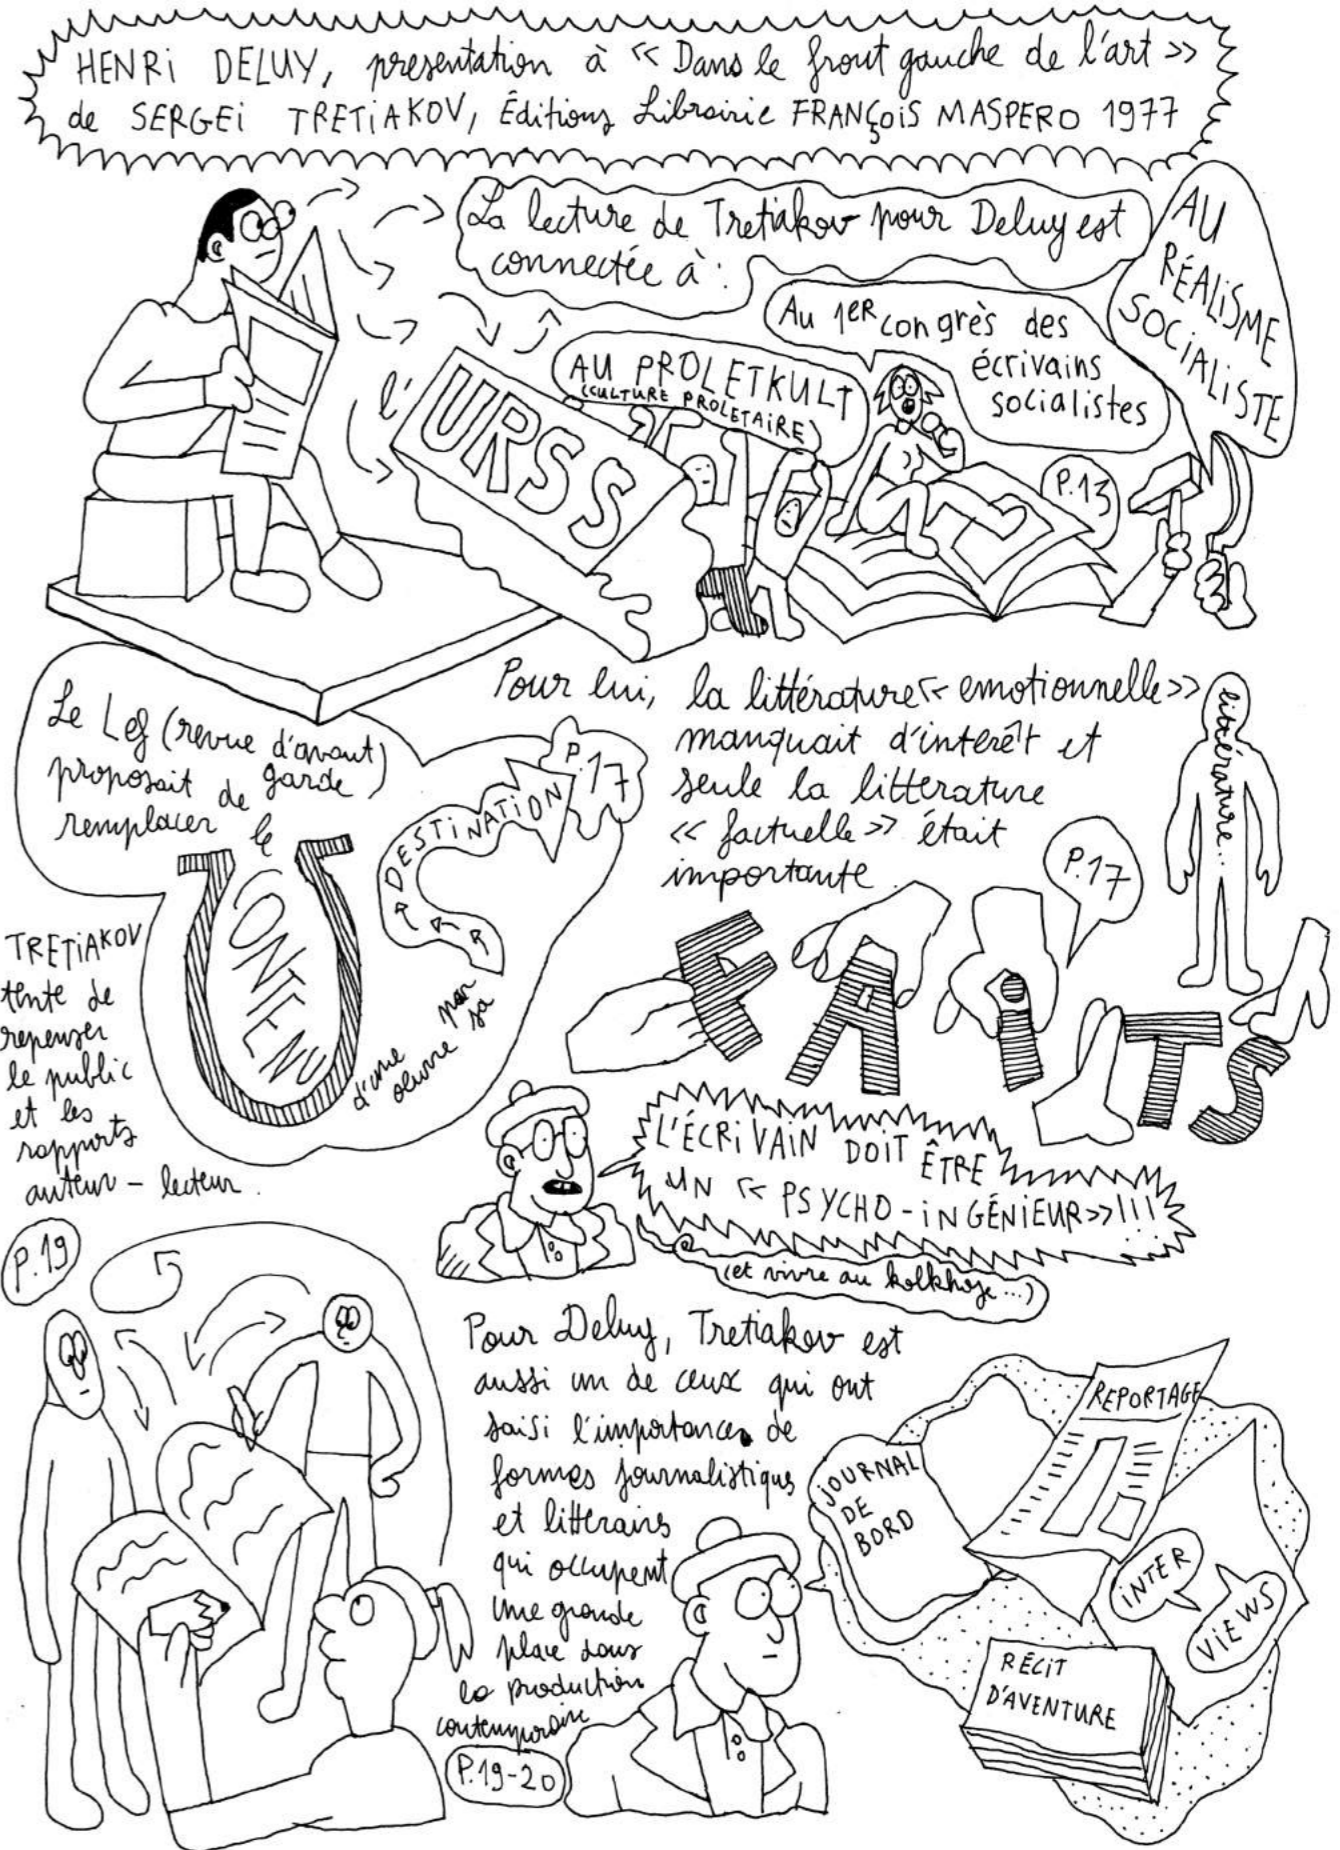 HENRI DELUY, presentation à << Dans le front gauche de l'art >>
de SERGEI TRETIAKOV, Éditions Librairie FRANÇOIS MASPERO 1977
La lecture de Tretiakov pour Deluy est
connectée à :
l'
URSS
AU PROLETKULT
(CULTURE PROLETAIRE)
Au 1ER congrès des
écrivains
socialistes
P.13
AU
RÉALISME
SOCIALISTE
Le Lef (revue d'avant
garde)
proposait de
remplacer le
CONTENU
d'une
oeuvre par
sa
DESTINATION
P.17
Pour lui, la littérature << emotionnelle >>
manquait d'interêt et
seule la littérature
<< factuelle >> était
importante
P.17
littérature...
FAITS
TRETIAKOV
tente de
repenser
le public
et les
rapports
auteur - lecteur.
P.19
L'ÉCRIVAIN DOIT ÊTRE
UN << PSYCHO-INGÉNIEUR >> !!!
(et vivre au kolkhoze...)
Pour Deluy, Tretiakov est
aussi un de ceux qui ont
saisi l'importance de
formes journalistiques
et littérairs
qui occupent
une grande
place dans
la production
contemporaine
P.19-20
JOURNAL
DE
BORD
REPORTAGE
INTER
VIEWS
RÉCIT
D'AVENTURE